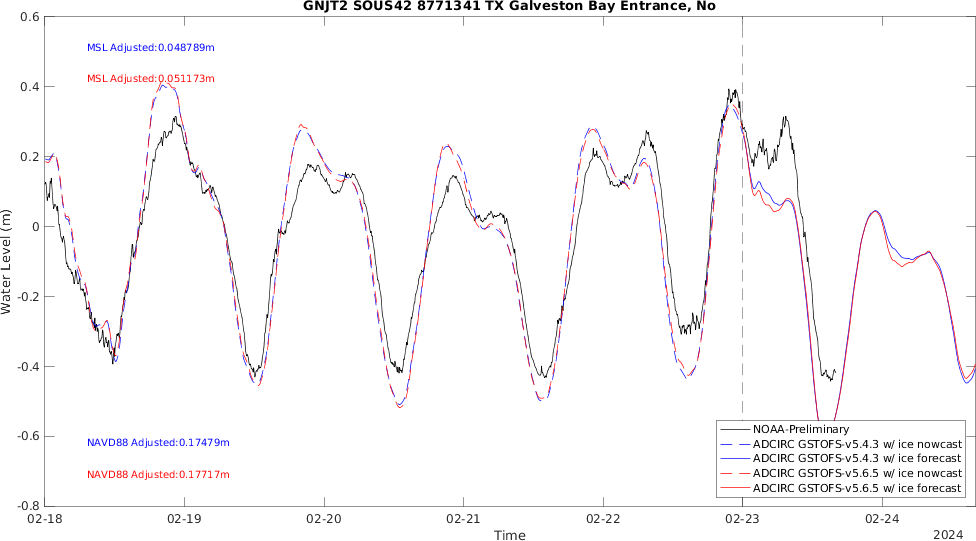 GNJT2 SOUS42 8771341 TX Galveston Bay Entrance, No
0.6
0.4
0.2
0
-0.2
-0.4
-0.6
-0.8
Water Level (m)
MSL Adjusted:0.048789m
MSL Adjusted:0.051173m
NAVD88 Adjusted:0.17479m
NAVD88 Adjusted:0.17717m
NOAA-Preliminary
ADCIRC GSTOFS-v5.4.3 w/ ice nowcast
ADCIRC GSTOFS-v5.4.3 w/ ice forecast
ADCIRC GSTOFS-v5.6.5 w/ ice nowcast
ADCIRC GSTOFS-v5.6.5 w/ ice forecast
02-18 02-19 02-20 02-21 02-22 02-23 02-24
Time
2024